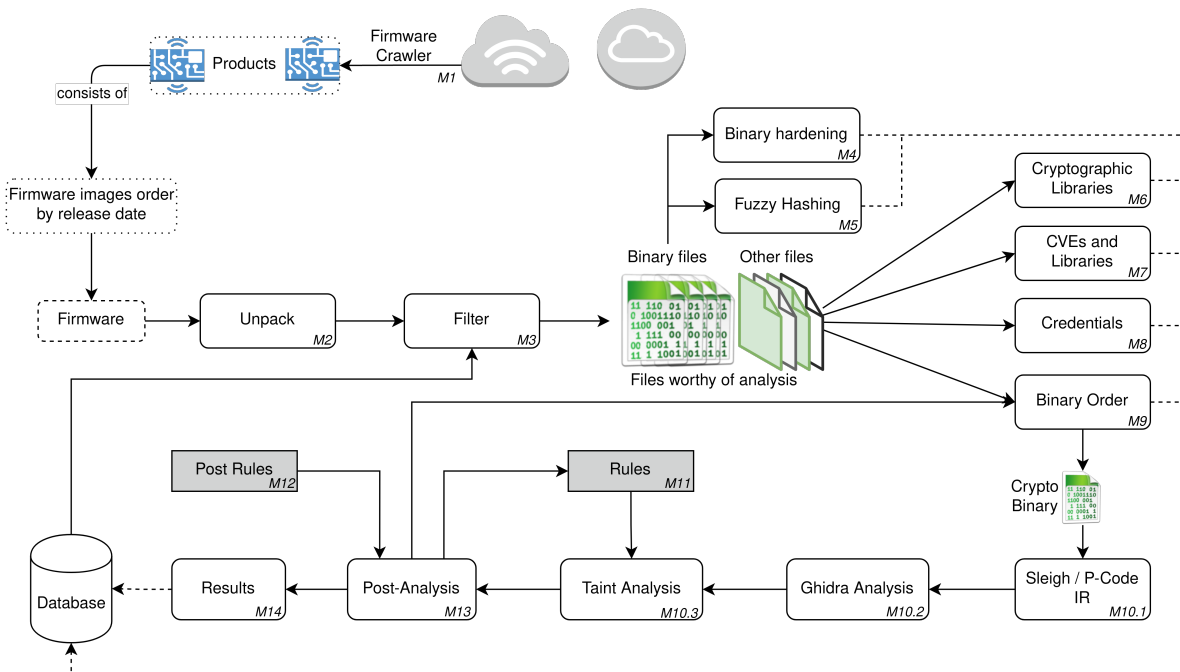 Firmware
Crawler
M1
Products
consists of
Firmware images order
by release date
Binary hardening
M4
Fuzzy Hashing
M5
Cryptographic
Libraries
M6
CVEs and
Libraries
M7
Binary files
Other files
Firmware
Unpack
M2
Filter
M3
Credentials
M8
Files worthy of analysis
Binary Order
M9
Post Rules
M12
Rules
M11
Crypto
Binary
Database
Results
M14
Post-Analysis
M13
Taint Analysis
M10.3
Ghidra Analysis
M10.2
Sleigh / P-Code
IR
M10.1